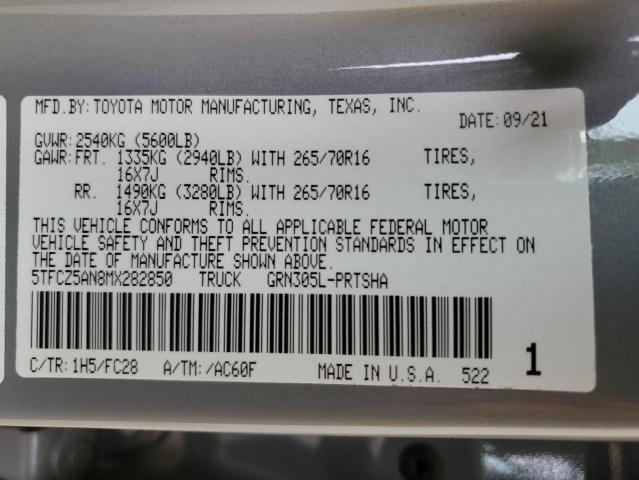 MFD.BY: TOYOTA MOTOR MANUFACTURING, TEXAS, INC.
DATE: 09/21
GVWR: 2540KG (5600LB)
GAWR: FRT. 1335KG (2940LB) WITH 265/70R16 TIRES,
16X7J RIMS.
RR. 1490KG (3280LB) WITH 265/70R16 TIRES,
16X7J RIMS.
THIS VEHICLE CONFORMS TO ALL APPLICABLE FEDERAL MOTOR
VEHICLE SAFETY AND THEFT PREVENTION STANDARDS IN EFFECT ON
THE DATE OF MANUFACTURE SHOWN ABOVE.
5TFCZ5AN8MX282850 TRUCK GRN305L-PRTSHA
C/TR: 1H5/FC28 A/TM: /AC60F MADE IN U.S.A. 522 1